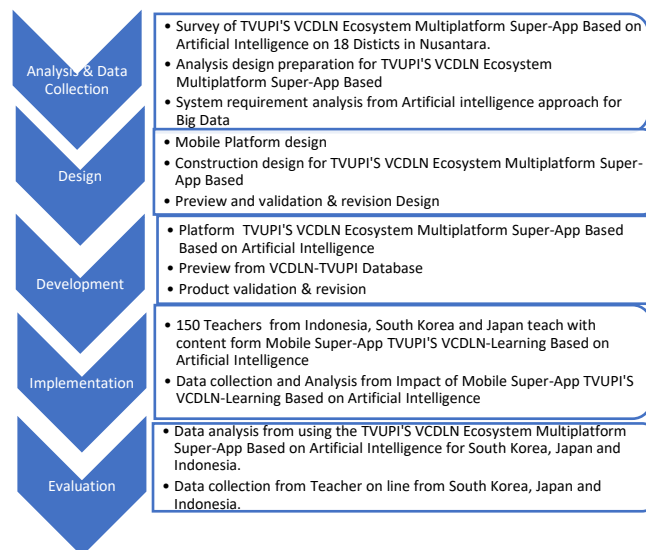 Analysis & Data
Collection
• Survey of TVUPI'S VCDLN Ecosystem Multiplatform Super-App Based on
Artificial Intelligence on 18 Disticts in Nusantara.
• Analysis design preparation for TVUPI'S VCDLN Ecosystem
Multiplatform Super-App Based
• System requirement analysis from Artificial intelligence approach for
Big Data
Design
• Mobile Platform design
• Construction design for TVUPI'S VCDLN Ecosystem Multiplatform Super-
App Based
• Preview and validation & revision Design
Development
• Platform TVUPI'S VCDLN Ecosystem Multiplatform Super-App Based
Based on Artificial Intelligence
• Preview from VCDLN-TVUPI Database
• Product validation & revision
Implementation
• 150 Teachers from Indonesia, South Korea and Japan teach with
content form Mobile Super-App TVUPI'S VCDLN-Learning Based on
Artificial Intelligence
• Data collection and Analysis from Impact of Mobile Super-App TVUPI'S
VCDLN-Learning Based on Artificial Intelligence
Evaluation
• Data analysis from using the TVUPI'S VCDLN Ecosystem Multiplatform
Super-App Based on Artificial Intelligence for South Korea, Japan and
Indonesia.
• Data collection from Teacher on line from South Korea, Japan and
Indonesia.